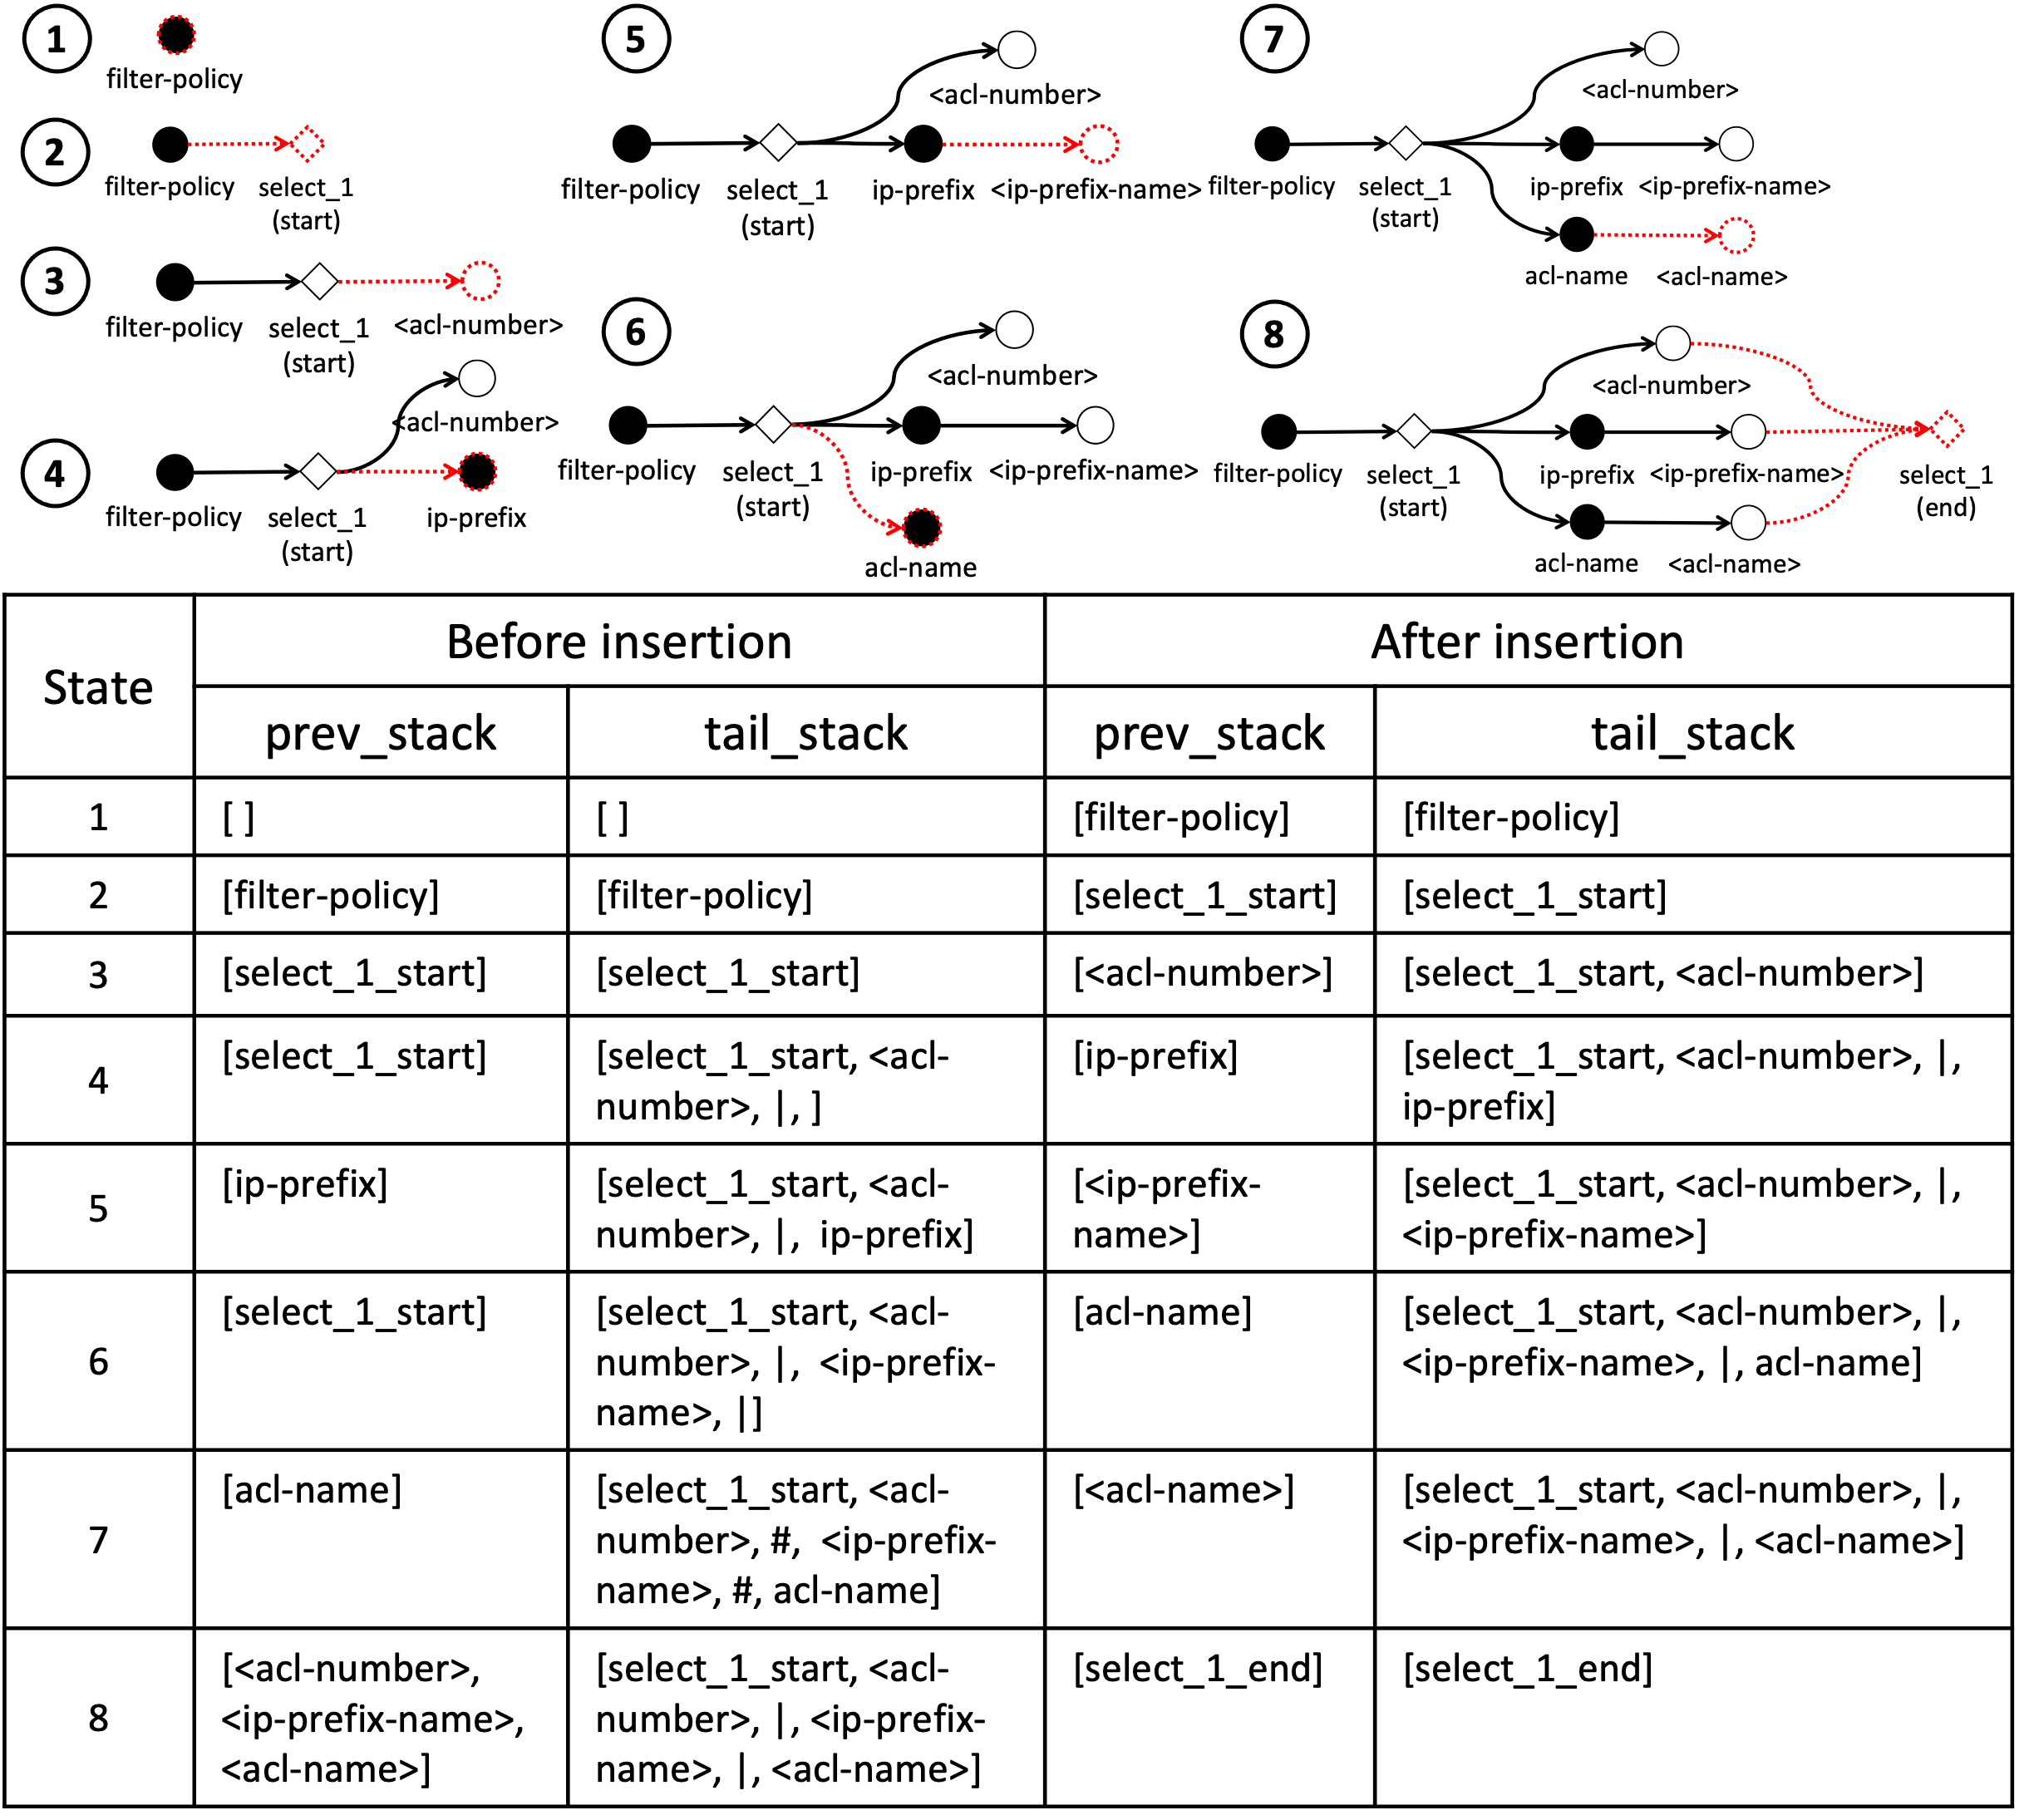 1
filter-policy
2
filter-policy select_1
(start)
3
filter-policy select_1 <acl-number>
(start)
4
<acl-number>
filter-policy select_1 ip-prefix
(start)
5
<acl-number>
filter-policy select_1 ip-prefix <ip-prefix-name>
(start)
6
<acl-number>
filter-policy select_1 ip-prefix <ip-prefix-name>
(start)
acl-name
7
<acl-number>
filter-policy select_1 ip-prefix <ip-prefix-name>
(start)
acl-name <acl-name>
8
<acl-number>
filter-policy select_1 ip-prefix <ip-prefix-name> select_1
(start) (end)
acl-name <acl-name>
State Before insertion After insertion
prev_stack tail_stack prev_stack tail_stack
1
[ ]
[ ]
[filter-policy]
[filter-policy]
2
[filter-policy]
[filter-policy]
[select_1_start]
[select_1_start]
3
[select_1_start]
[select_1_start]
[<acl-number>]
[select_1_start, <acl-number>]
4
[select_1_start]
[select_1_start, <acl-
number>, |, ]
[ip-prefix]
[select_1_start, <acl-number>, |,
ip-prefix]
5
[ip-prefix]
[select_1_start, <acl-
number>, |, ip-prefix]
[<ip-prefix-
name>]
[select_1_start, <acl-number>, |,
<ip-prefix-name>]
6
[select_1_start]
[select_1_start, <acl-
number>, |, <ip-prefix-
name>, |]
[acl-name]
[select_1_start, <acl-number>, |,
<ip-prefix-name>, |, acl-name]
7
[acl-name]
[select_1_start, <acl-
number>, #, <ip-prefix-
name>, #, acl-name]
[<acl-name>]
[select_1_start, <acl-number>, |,
<ip-prefix-name>, |, <acl-name>]
8
[<acl-number>,
<ip-prefix-name>,
<acl-name>]
[select_1_start, <acl-
number>, |, <ip-prefix-
name>, |, <acl-name>]
[select_1_end]
[select_1_end]